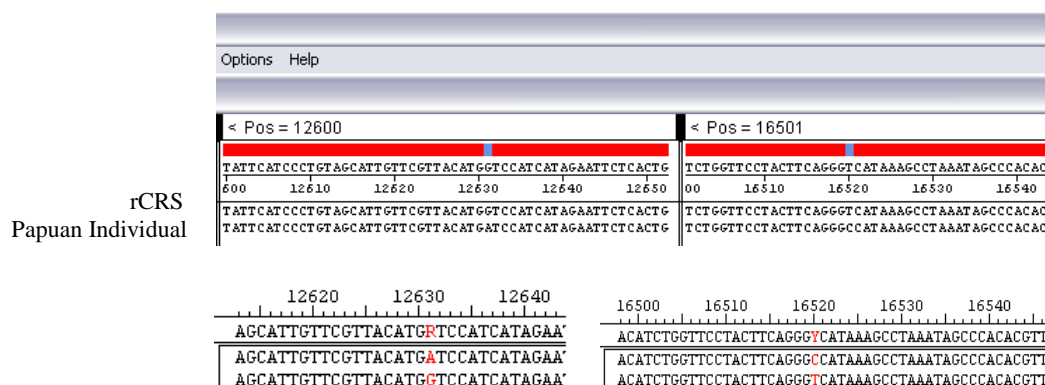 Options Help
< Pos = 12600 < Pos = 16501
TATTCATCCCTGTAGCATTGTTCGTTACATGGTCCATCATAGAATTCTCACTG TCTGGTTCCTACTTCAGGGTCATAAAGCCTAAATAGCCCACAC
600 12610 12620 12630 12640 12650 00 16510 16520 16530 16540
rCRS TATTCATCCCTGTAGCATTGTTCGTTACATGGTCCATCATAGAATTCTCACTG TCTGGTTCCTACTTCAGGGTCATAAAGCCTAAATAGCCCACAC
Papuan Individual TATTCATCCCTGTAGCATTGTTCGTTACATGATCCATCATAGAATTCTCACTG TCTGGTTCCTACTTCAGGGCCATAAAGCCTAAATAGCCCACAC
12620 12630 12640 16500 16510 16520 16530 16540
AGCATTGTTCGTTACATGRTCCATCATAGAA ACATCTGGTTCCTACTTCAGGGYCATAAAGCCTAAATAGCCCACACGTT
AGCATTGTTCGTTACATGATCCATCATAGAA ACATCTGGTTCCTACTTCAGGGCCATAAAGCCTAAATAGCCCACACGTT
AGCATTGTTCGTTACATGGTCCATCATAGAA ACATCTGGTTCCTACTTCAGGGTCATAAAGCCTAAATAGCCCACACGTT